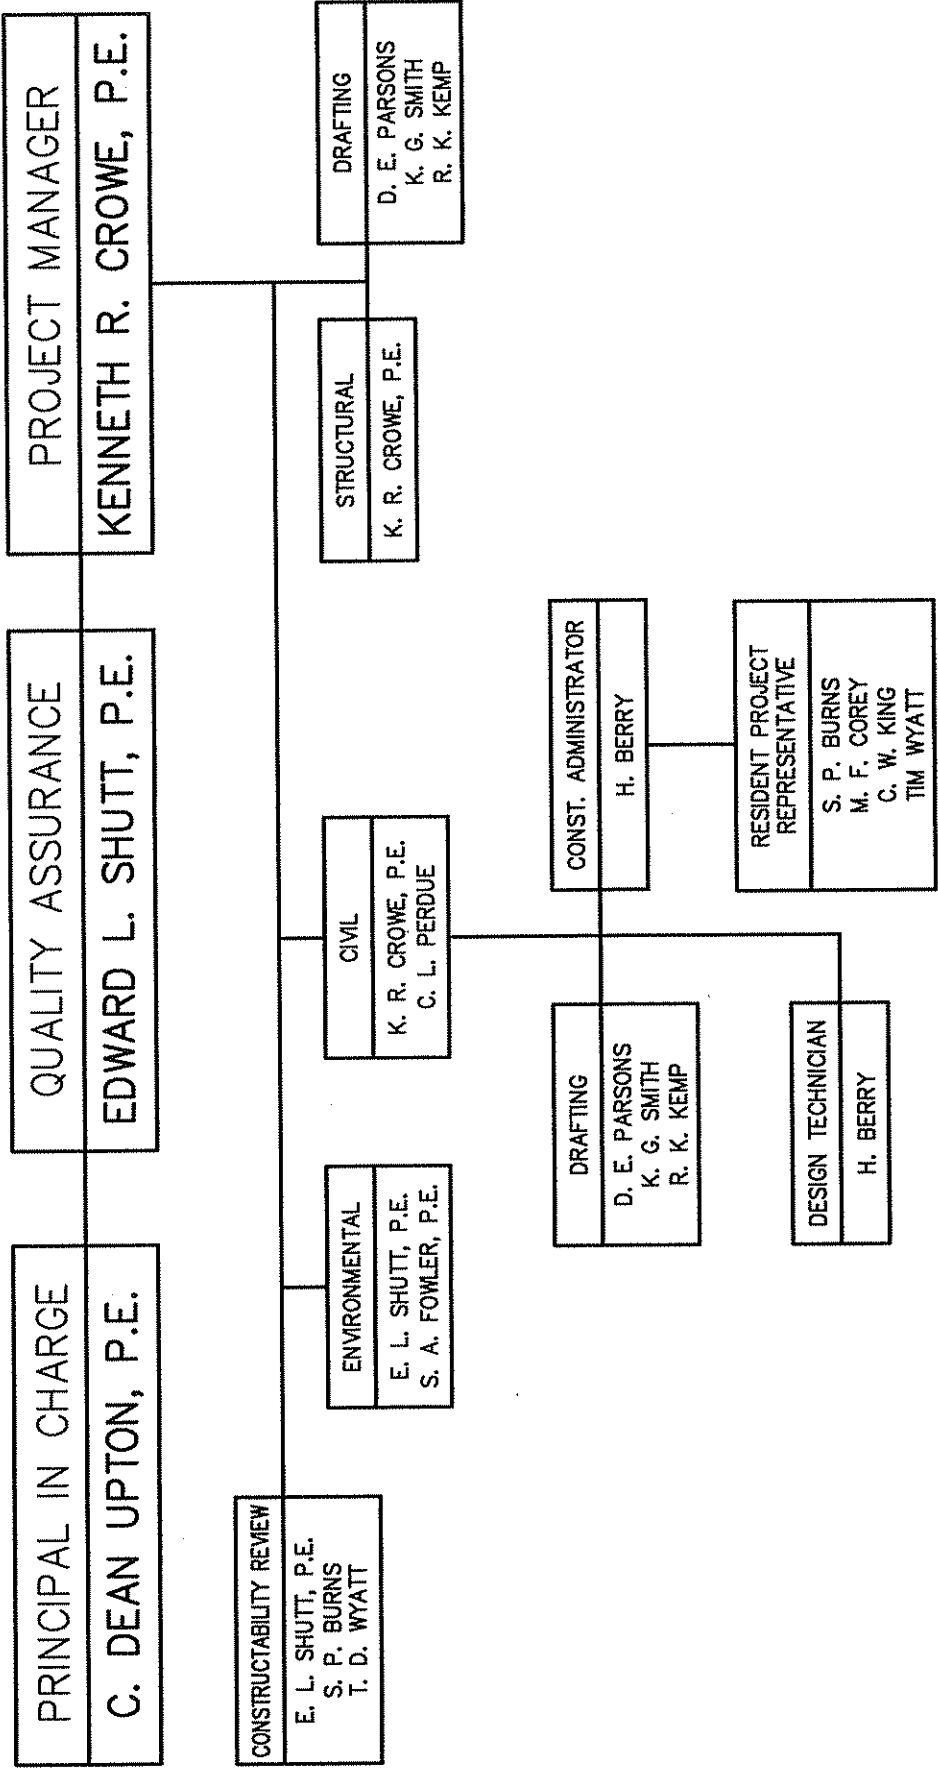 PRINCIPAL IN CHARGE
C. DEAN UPTON, P.E.
QUALITY ASSURANCE
EDWARD L. SHUTT, P.E.
PROJECT MANAGER
KENNETH R. CROWE, P.E.
CONSTRUCTABILITY REVIEW
E. L. SHUTT, P.E.
S. P. BURNS
T. D. WYATT
ENVIRONMENTAL
E. L. SHUTT, P.E.
S. A. FOWLER, P.E.
CIVIL
K. R. CROWE, P.E.
C. L. PERDUE
STRUCTURAL
K. R. CROWE, P.E.
DRAFTING
D. E. PARSONS
K. G. SMITH
R. K. KEMP
DRAFTING
D. E. PARSONS
K. G. SMITH
R. K. KEMP
CONST. ADMINISTRATOR
H. BERRY
DESIGN TECHNICIAN
H. BERRY
RESIDENT PROJECT
REPRESENTATIVE
S. P. BURNS
M. F. COREY
C. W. KING
TIM WYATT